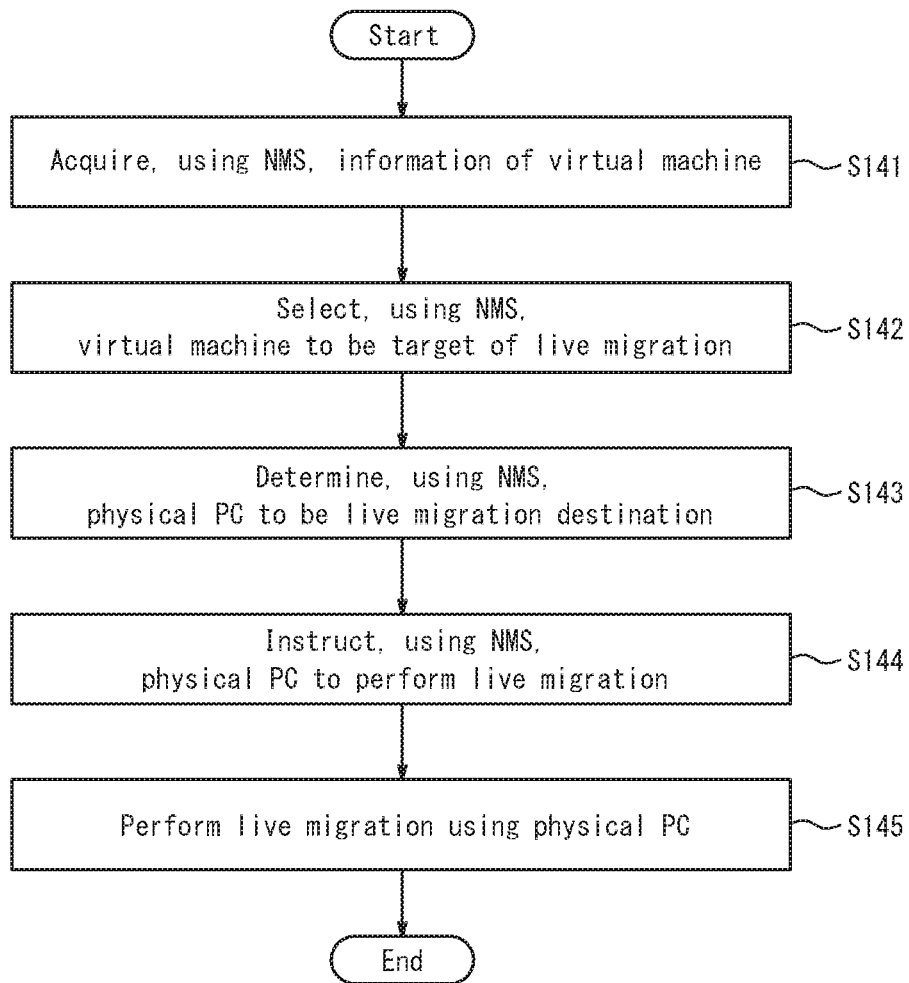 Start
Acquire, using NMS, information of virtual machine
S141
Select, using NMS,
virtual machine to be target of live migration
S142
Determine, using NMS,
physical PC to be live migration destination
S143
Instruct, using NMS,
physical PC to perform live migration
S144
Perform live migration using physical PC
S145
End